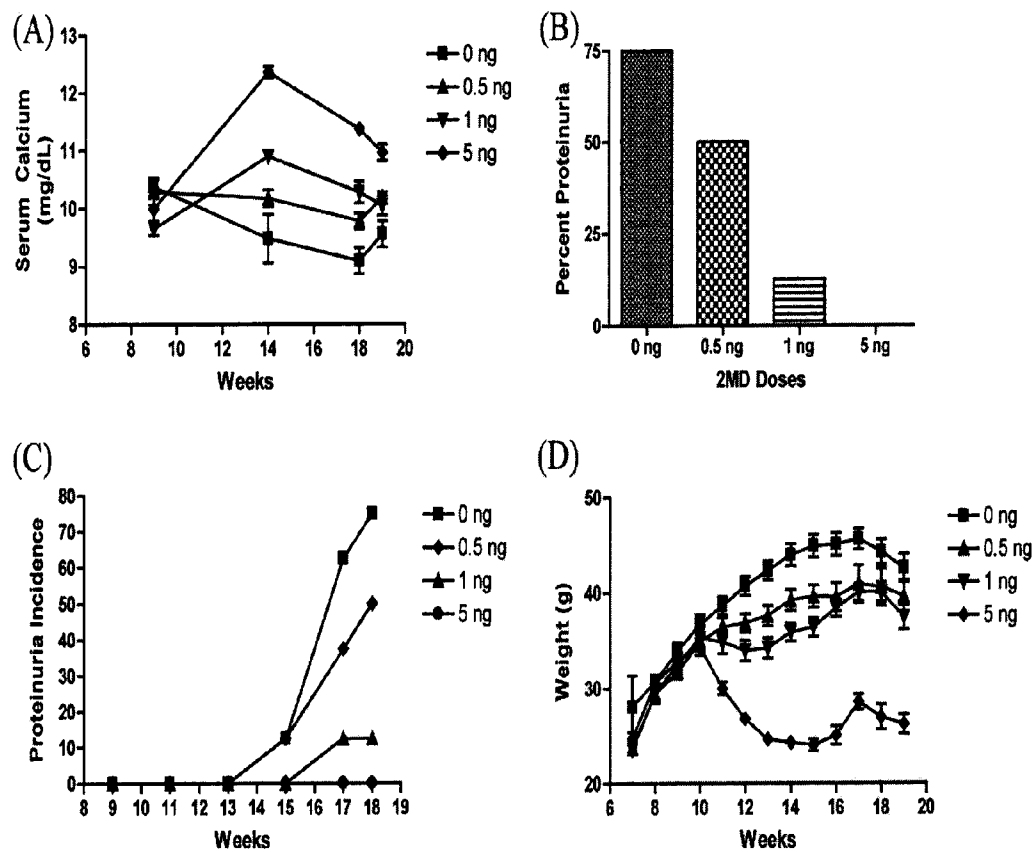 (A)
Serum Calcium
(mg/dL)
13
12
11
10
9
8
6 8 10 12 14 16 18 20
Weeks
0 ng
0.5 ng
1 ng
5 ng
(B)
Percent Proteinuria
75
50
25
0
0 ng 0.5 ng 1 ng 5 ng
2MD Doses
(C)
Proteinuria Incidence
80
70
60
50
40
30
20
10
0
8 9 10 11 12 13 14 15 16 17 18 19
Weeks
0 ng
0.5 ng
1 ng
5 ng
(D)
Weight (g)
50
40
30
20
6 8 10 12 14 16 18 20
Weeks
0 ng
0.5 ng
1 ng
5 ng